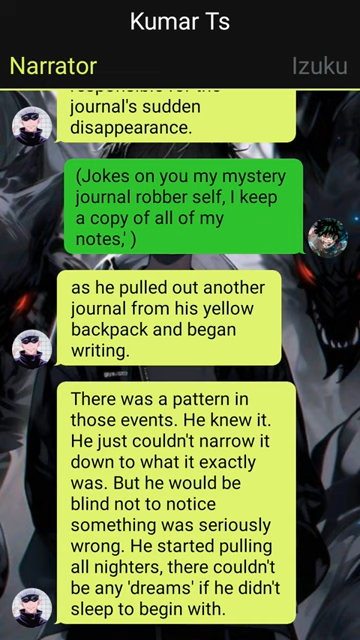 Kumar Ts
Narrator
Izuku
responsible for the
journal's sudden
disappearance.
(Jokes on you my mystery
journal robber self, I keep
a copy of all of my
notes,' )
as he pulled out another
journal from his yellow
backpack and began
writing.
There was a pattern in
those events. He knew it.
He just couldn't narrow it
down to what it exactly
was. But he would be
blind not to notice
something was seriously
wrong. He started pulling
all nighters, there couldn't
be any 'dreams' if he didn't
sleep to begin with.